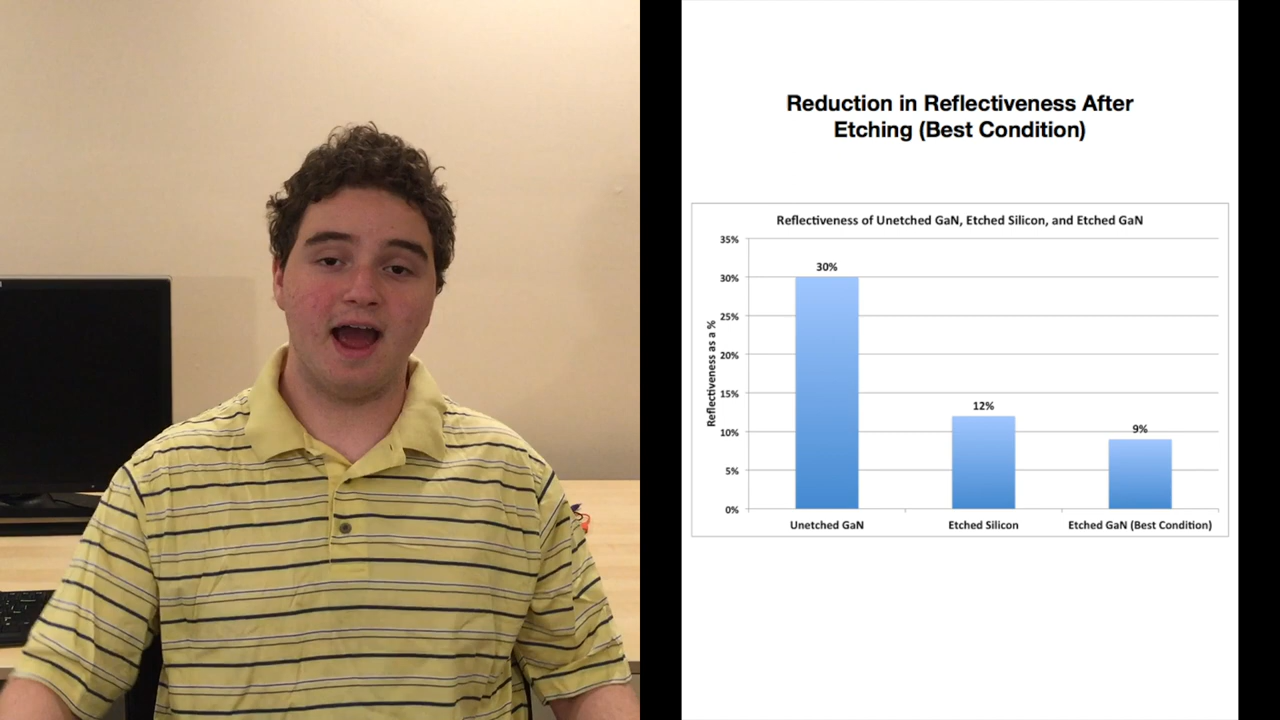 Reduction in Reflectiveness After
Etching (Best Condition)
Reflectiveness of Unetched GaN, Etched Silicon, and Etched GaN
Reflectiveness as a %
35%
30%
25%
20%
15%
10%
5%
0%
30%
12%
9%
Unetched GaN
Etched Silicon
Etched GaN (Best Condition)